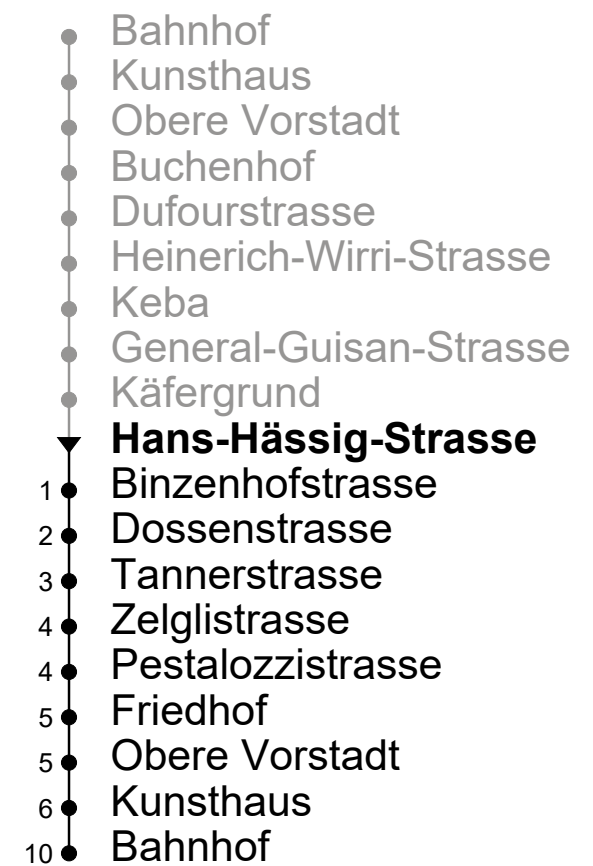 Bahnhof
Kunsthaus
Obere Vorstadt
Buchenhof
Dufourstrasse
Heinerich-Wirri-Strasse
Keba
General-Guisan-Strasse
Käfergrund
Hans-Hässig-Strasse
1 Binzenhofstrasse
2 Dossenstrasse
3 Tannerstrasse
4 Zelglistrasse
4 Pestalozzistrasse
5 Friedhof
5 Obere Vorstadt
6 Kunsthaus
10 Bahnhof